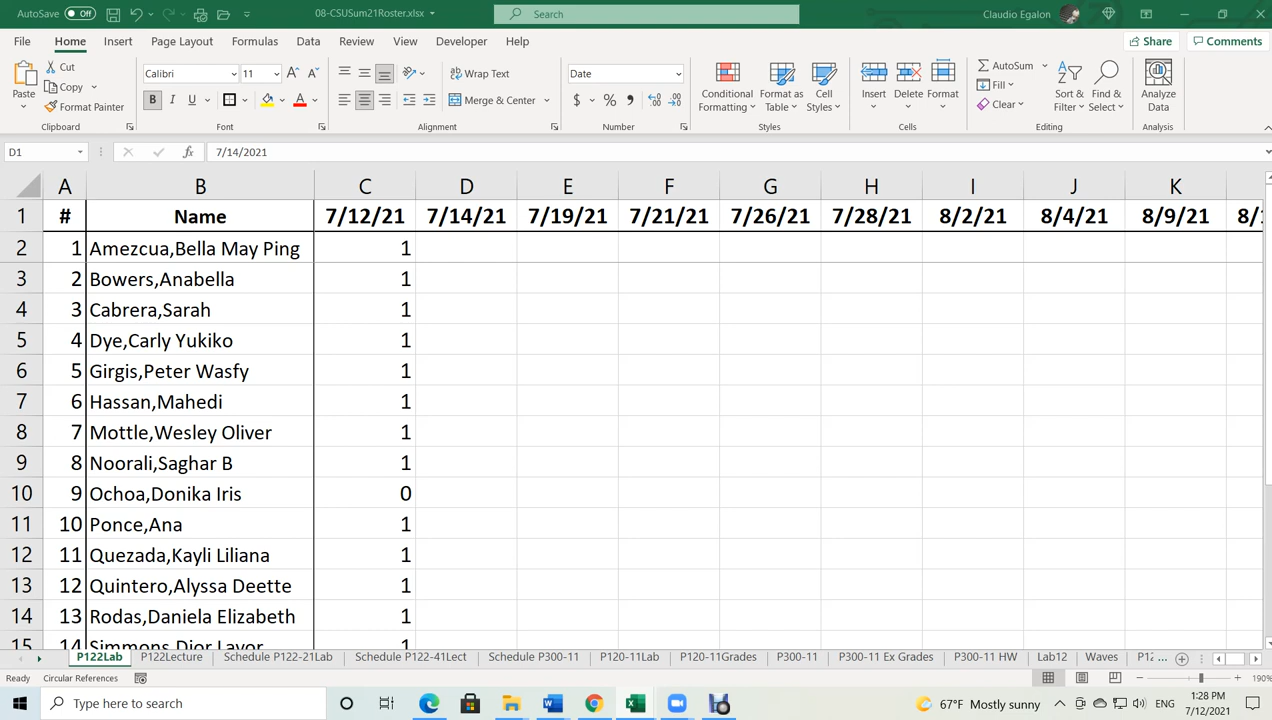 AutoSave Off 08-CSUSum21Roster.xlsx Search Claudio Egalon
File Home Insert Page Layout Formulas Data Review View Developer Help Share Comments
Paste Cut Copy Format Painter Clipboard
Calibri 11 B I U Font
Wrap Text Merge & Center Alignment
Date $ % Number
Conditional Formatting Format as Table Cell Styles Styles
Insert Delete Format Cells
AutoSum Fill Clear Sort & Filter Find & Select Editing
Analyze Data Analysis
D1 fx 7/14/2021
A B C D E F G H I J K
1 # Name 7/12/21 7/14/21 7/19/21 7/21/21 7/26/21 7/28/21 8/2/21 8/4/21 8/9/21
2 1 Amezcua,Bella May Ping 1
3 2 Bowers,Anabella 1
4 3 Cabrera,Sarah 1
5 4 Dye,Carly Yukiko 1
6 5 Girgis,Peter Wasfy 1
7 6 Hassan,Mahedi 1
8 7 Mottle,Wesley Oliver 1
9 8 Noorali,Saghar B 1
10 9 Ochoa,Donika Iris 0
11 10 Ponce,Ana 1
12 11 Quezada,Kayli Liliana 1
13 12 Quintero,Alyssa Deette 1
14 13 Rodas,Daniela Elizabeth 1
15 14 Simmons,Dior Lavor 1
P122Lab P122Lecture Schedule P122-21Lab Schedule P122-41Lect Schedule P300-11 P120-11Lab P120-11Grades P300-11 P300-11 Ex Grades P300-11 HW Lab12 Waves P12 ...
Ready Circular References 190%
Type here to search 67°F Mostly sunny ENG 1:28 PM
7/12/2021